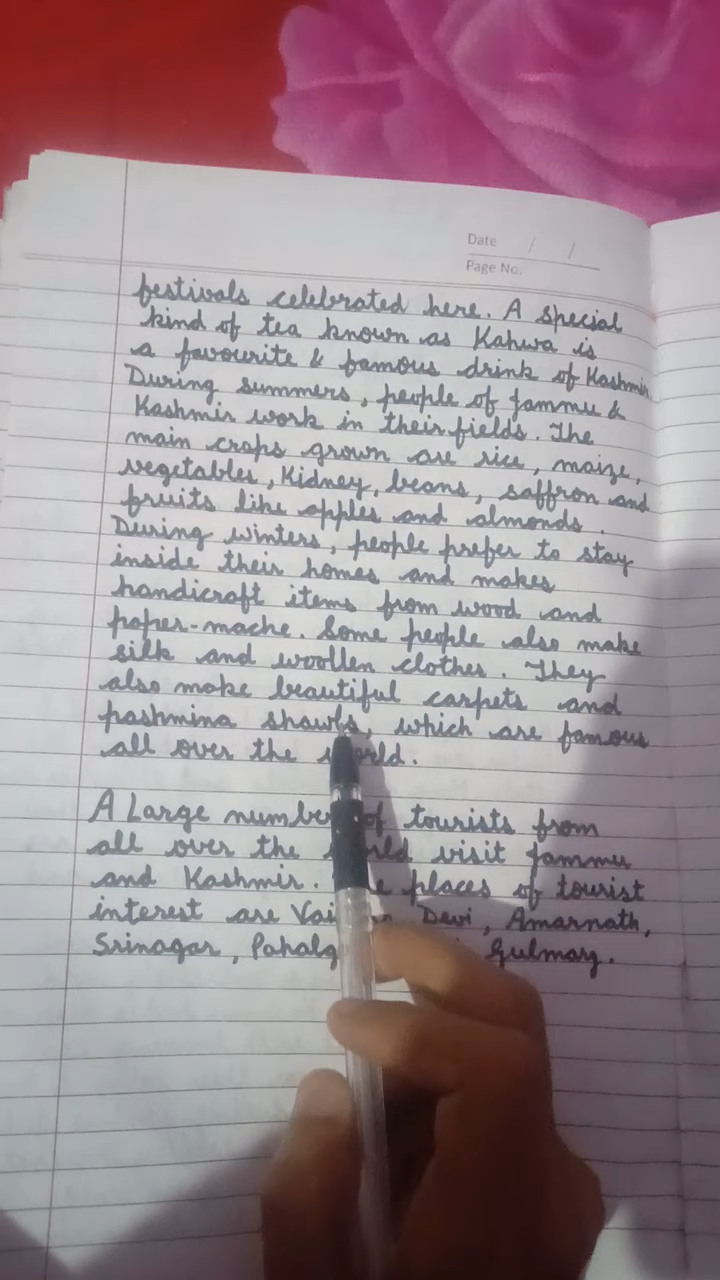 Date / /
Page No.
festivals celebrated here. A special
kind of tea known as Kahwa is
a favourite & famous drink of Kashmir.
During summers, people of Jammu &
Kashmir work in their fields. The
main crops grown are rice, maize,
vegetables, Kidney, beans, saffron and
fruits like apples and almonds.
During winters, people prefer to stay
inside their homes and makes
handicraft items from wood and
paper-mache. Some people also make
silk and woollen clothes. They
also make beautiful carpets and
pashmina shawls, which are famous
all over the world.
A Large number of tourists from
all over the world visit Jammu
and Kashmir. places of tourist
interest are Devi, Amarnath,
Srinagar, Gulmarg.